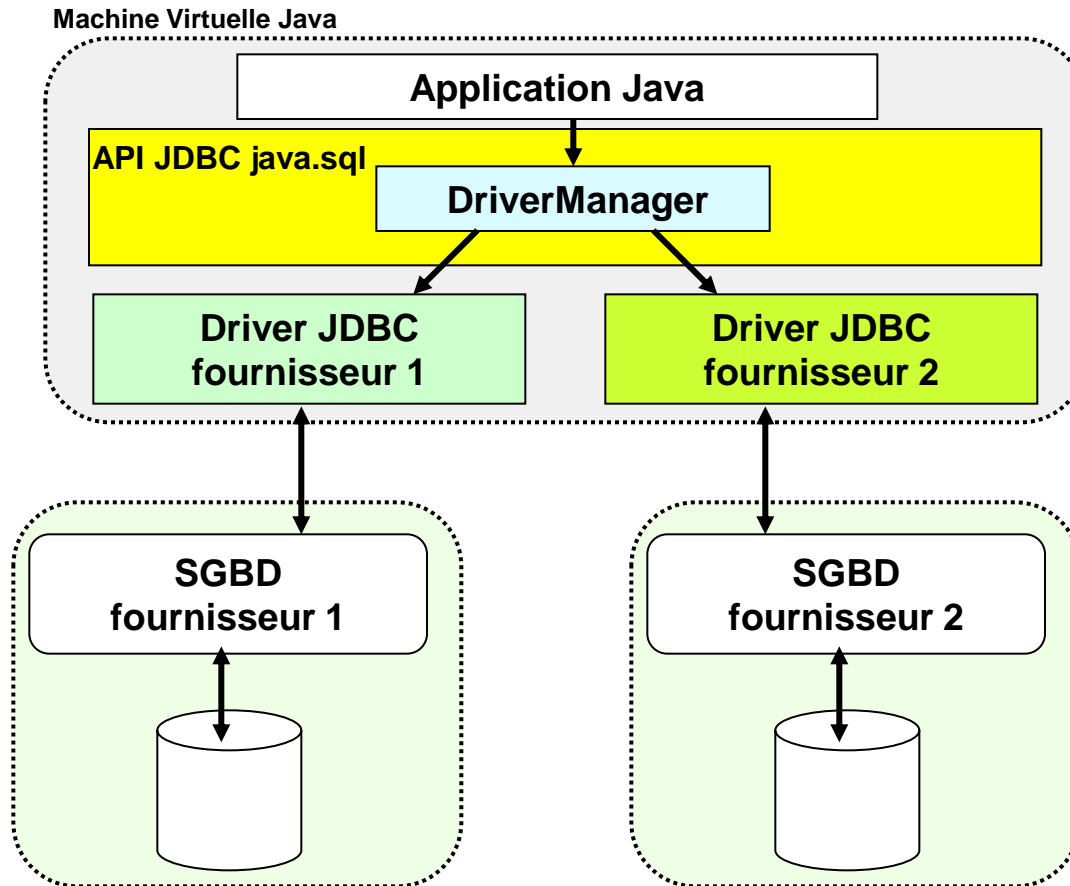 Machine Virtuelle Java
Application Java
API JDBC java.sql
DriverManager
Driver JDBC
fournisseur 1
Driver JDBC
fournisseur 2
SGBD
fournisseur 1
SGBD
fournisseur 2